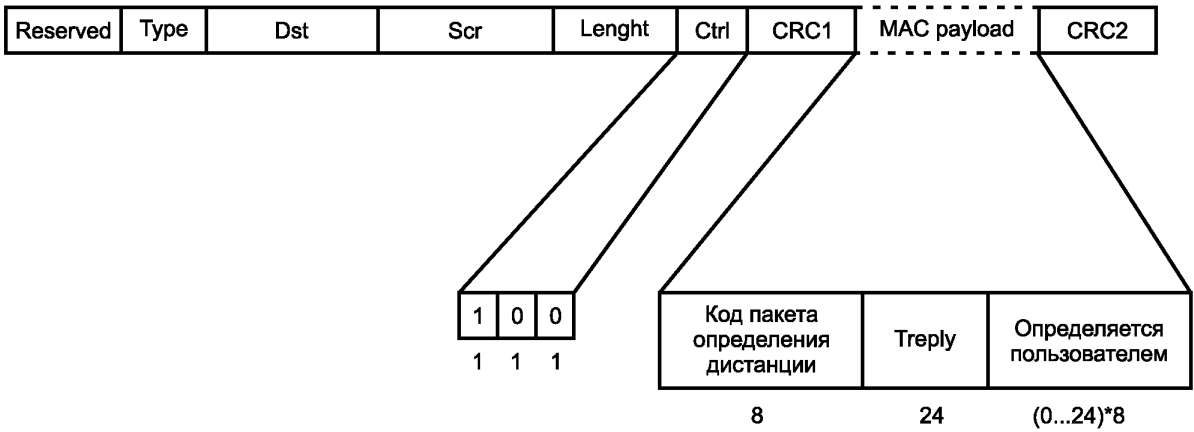 Reserved Type Dst Scr Lenght Ctrl CRC1 MAC payload CRC2
1 0 0
1 1 1
Код пакета
определения
дистанции
Treply
Определяется
пользователем
8 24 (0...24)*8